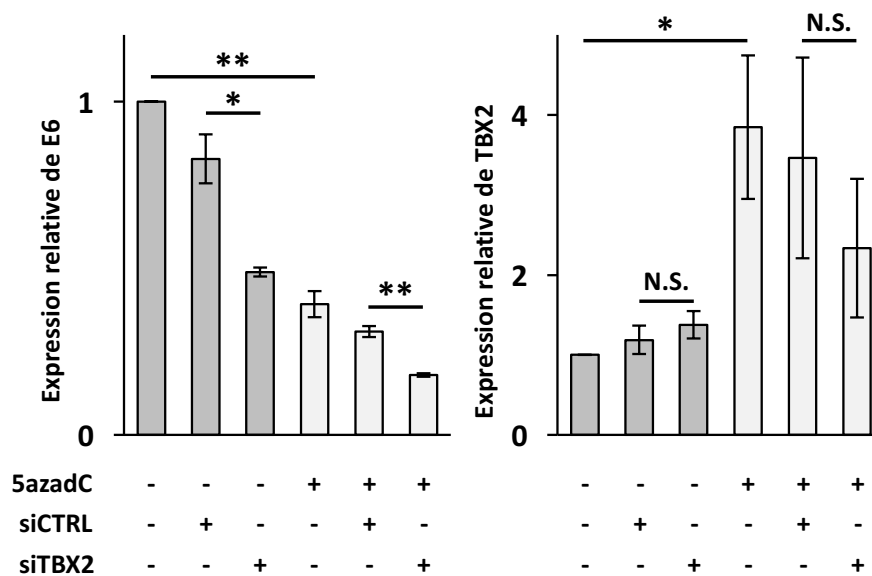 Expression relative de E6
1
0
**
*
**
Expression relative de TBX2
4
2
0
*
N.S.
N.S.
5azadC - - - + + + - - - + + +
siCTRL - + - - + - - + - - + -
siTBX2 - - + - - + - - + - - +